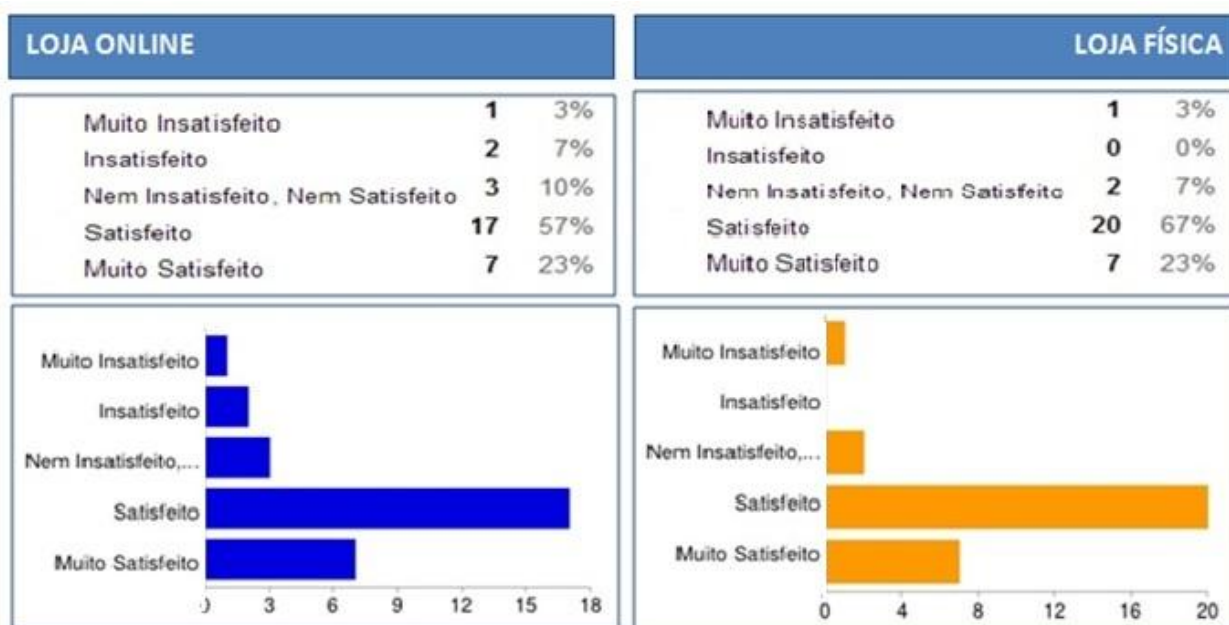 LOJA ONLINE
Muito Insatisfeito 1 3%
Insatisfeito 2 7%
Nem Insatisfeito, Nem Satisfeito 3 10%
Satisfeito 17 57%
Muito Satisfeito 7 23%
Muito Insatisfeito
Insatisfeito
Nem Insatisfeito,...
Satisfeito
Muito Satisfeito
0 3 6 9 12 15 18
LOJA FÍSICA
Muito Insatisfeito 1 3%
Insatisfeito 0 0%
Nem Insatisfeito, Nem Satisfeito 2 7%
Satisfeito 20 67%
Muito Satisfeito 7 23%
Muito Insatisfeito
Insatisfeito
Nem Insatisfeito,...
Satisfeito
Muito Satisfeito
0 4 8 12 16 20